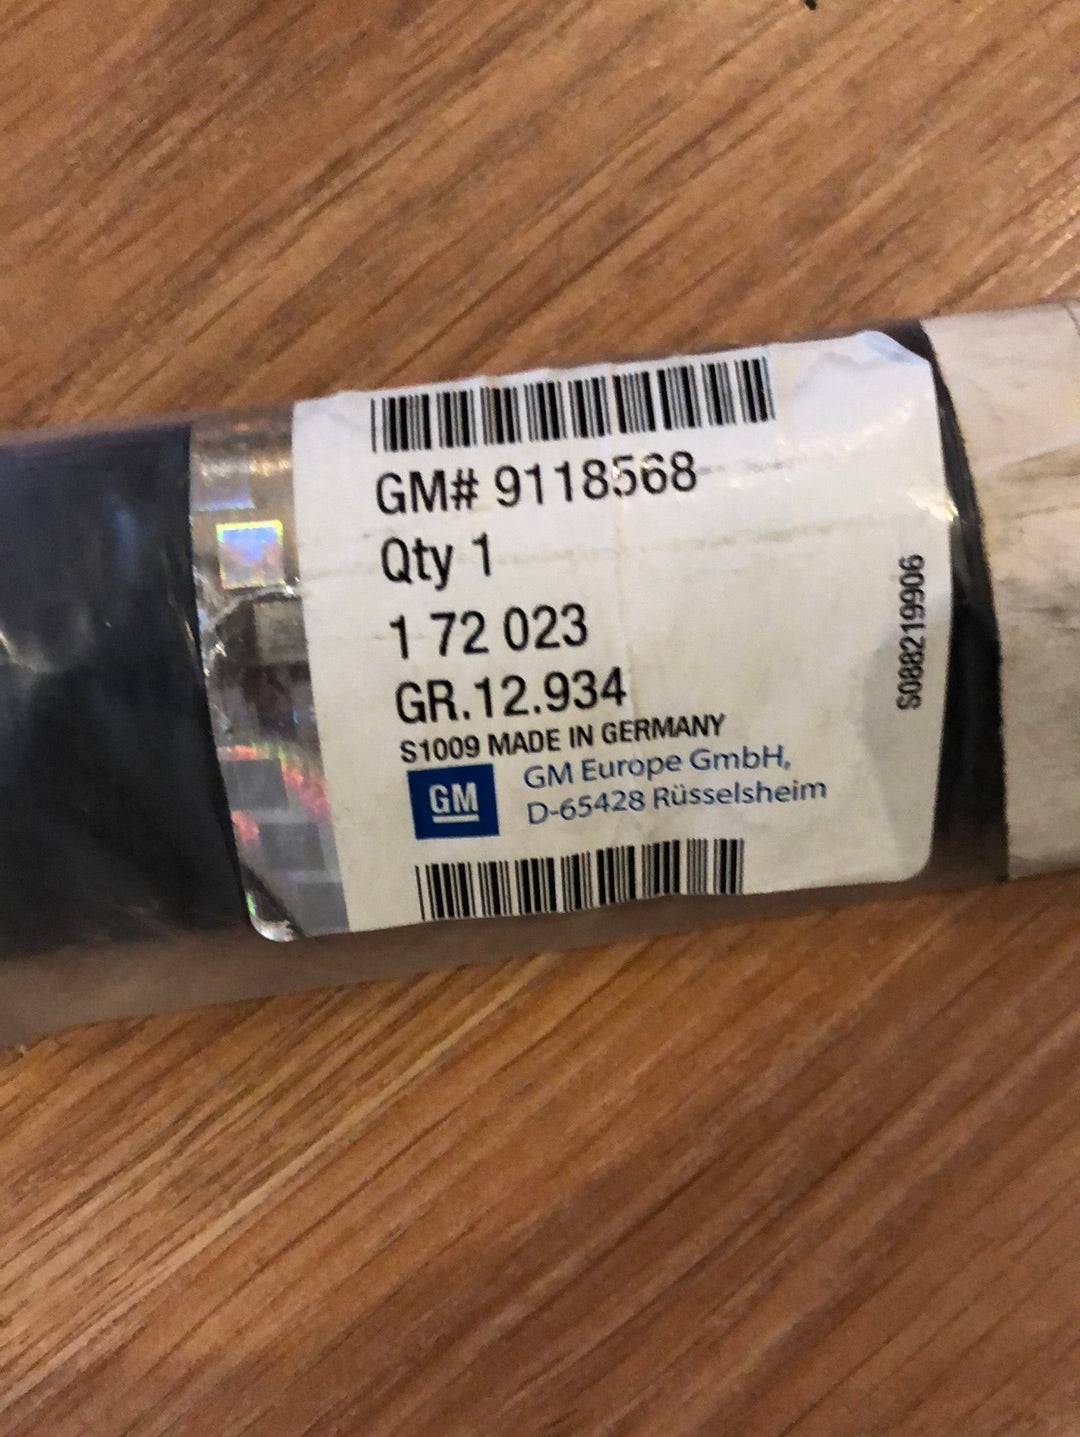 GM# 9118568
Qty 1
1 72 023
GR.12.934
S1009 MADE IN GERMANY
GM
GM Europe GmbH,
D-65428 Rüsselsheim
S088219906